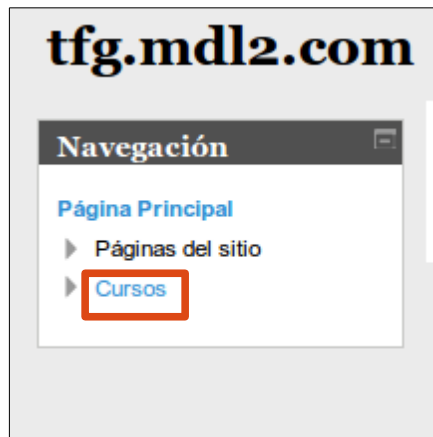 tfg.mdl2.com
Navegación
Página Principal
Páginas del sitio
Cursos